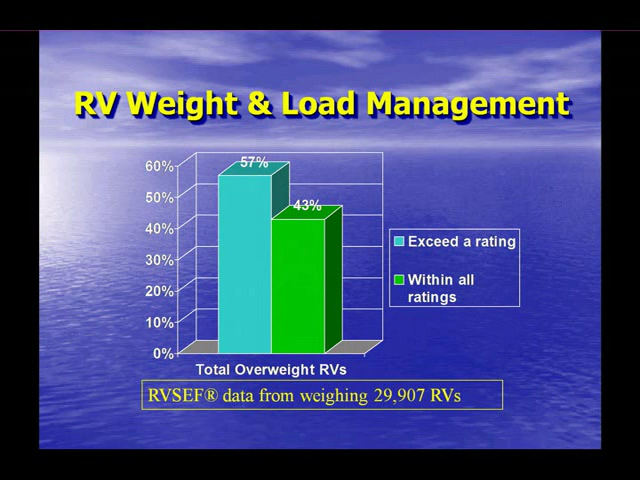 RV Weight & Load Management
57%
43%
60%
50%
40%
30%
20%
10%
0%
Exceed a rating
Within all
ratings
Total Overweight RVs
RVSEF® data from weighing 29,907 RVs